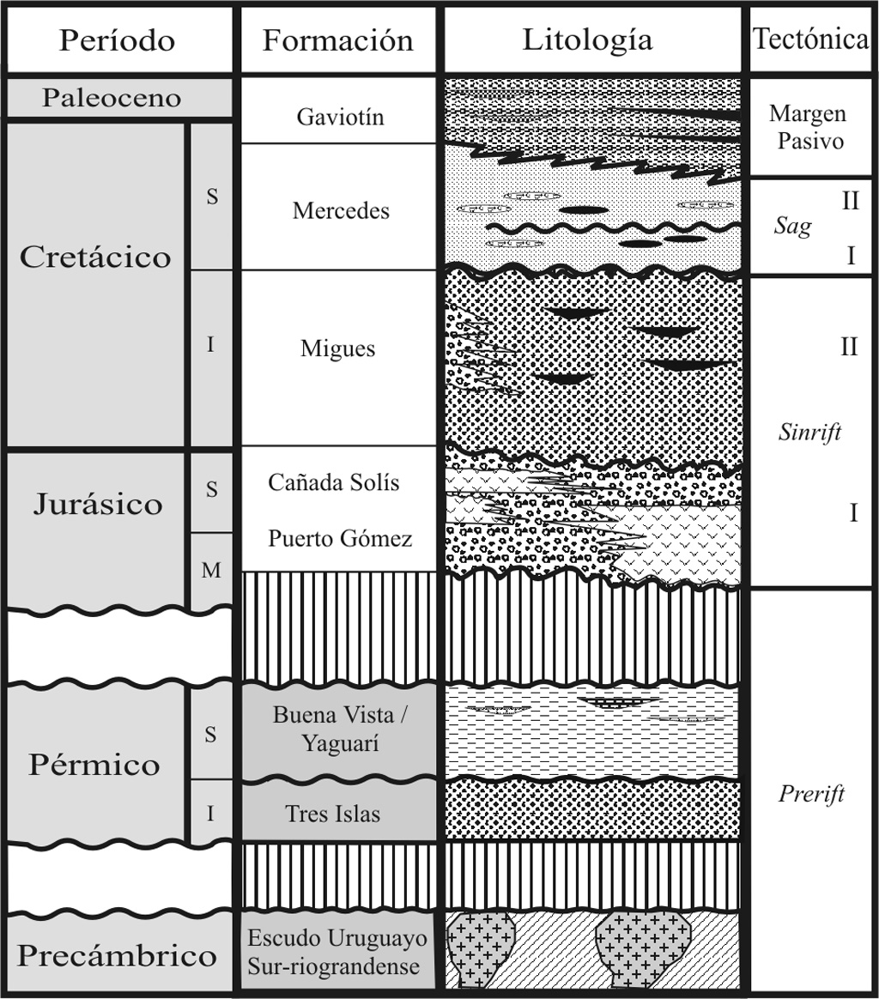 Período
Formación
Litología
Tectónica
Paleoceno
Gaviotín
Margen
Pasivo
Cretácico
S
Mercedes
Sag
II
I
I
Migues
II
Sinrift
I
Jurásico
S
Cañada Solís
Puerto Gómez
M
Pérmico
S
Buena Vista /
Yaguarí
I
Tres Islas
Prerift
Precámbrico
Escudo Uruguayo
Sur-riograndense